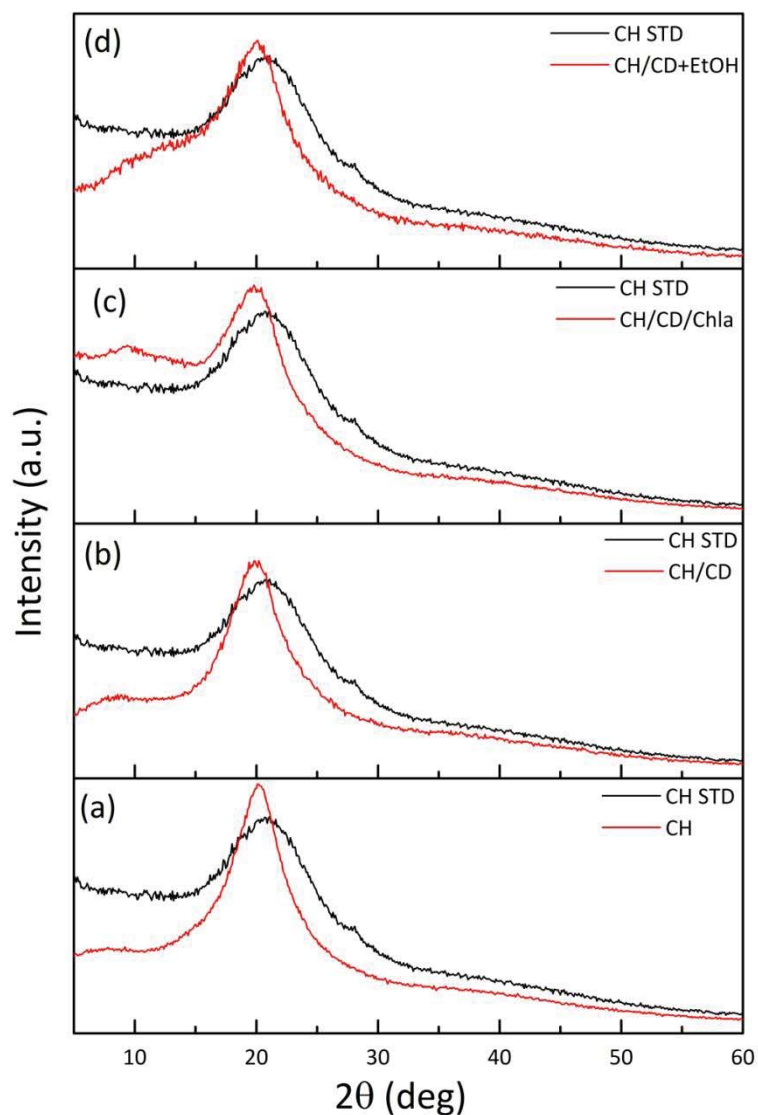 (d)
CH STD
CH/CD+EtOH
(c)
CH STD
CH/CD/Chla
(b)
CH STD
CH/CD
(a)
CH STD
CH
Intensity (a.u.)
10 20 30 40 50 60
2θ (deg)